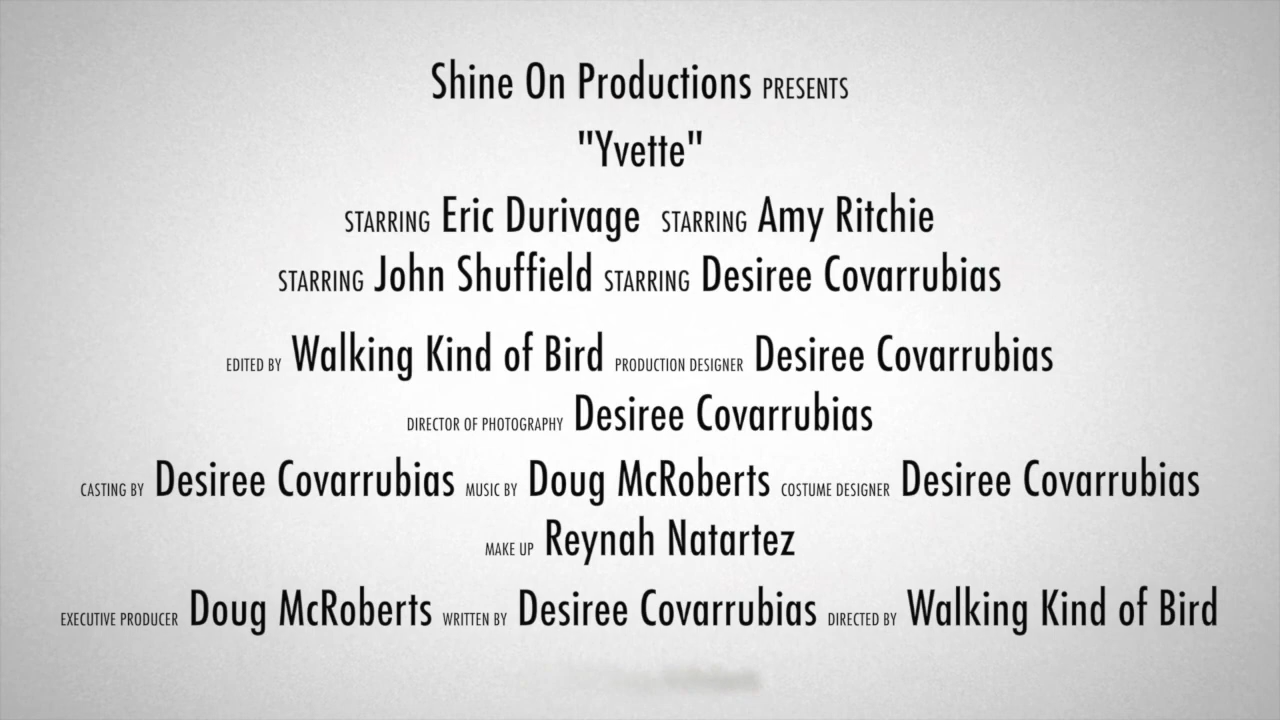 Shine On Productions PRESENTS
"Yvette"
STARRING Eric Durivage STARRING Amy Ritchie
STARRING John Shuffield STARRING Desiree Covarrubias
EDITED BY Walking Kind of Bird PRODUCTION DESIGNER Desiree Covarrubias
DIRECTOR OF PHOTOGRAPHY Desiree Covarrubias
CASTING BY Desiree Covarrubias MUSIC BY Doug McRoberts COSTUME DESIGNER Desiree Covarrubias
MAKE UP Reynah Natartez
EXECUTIVE PRODUCER Doug McRoberts WRITTEN BY Desiree Covarrubias DIRECTED BY Walking Kind of Bird